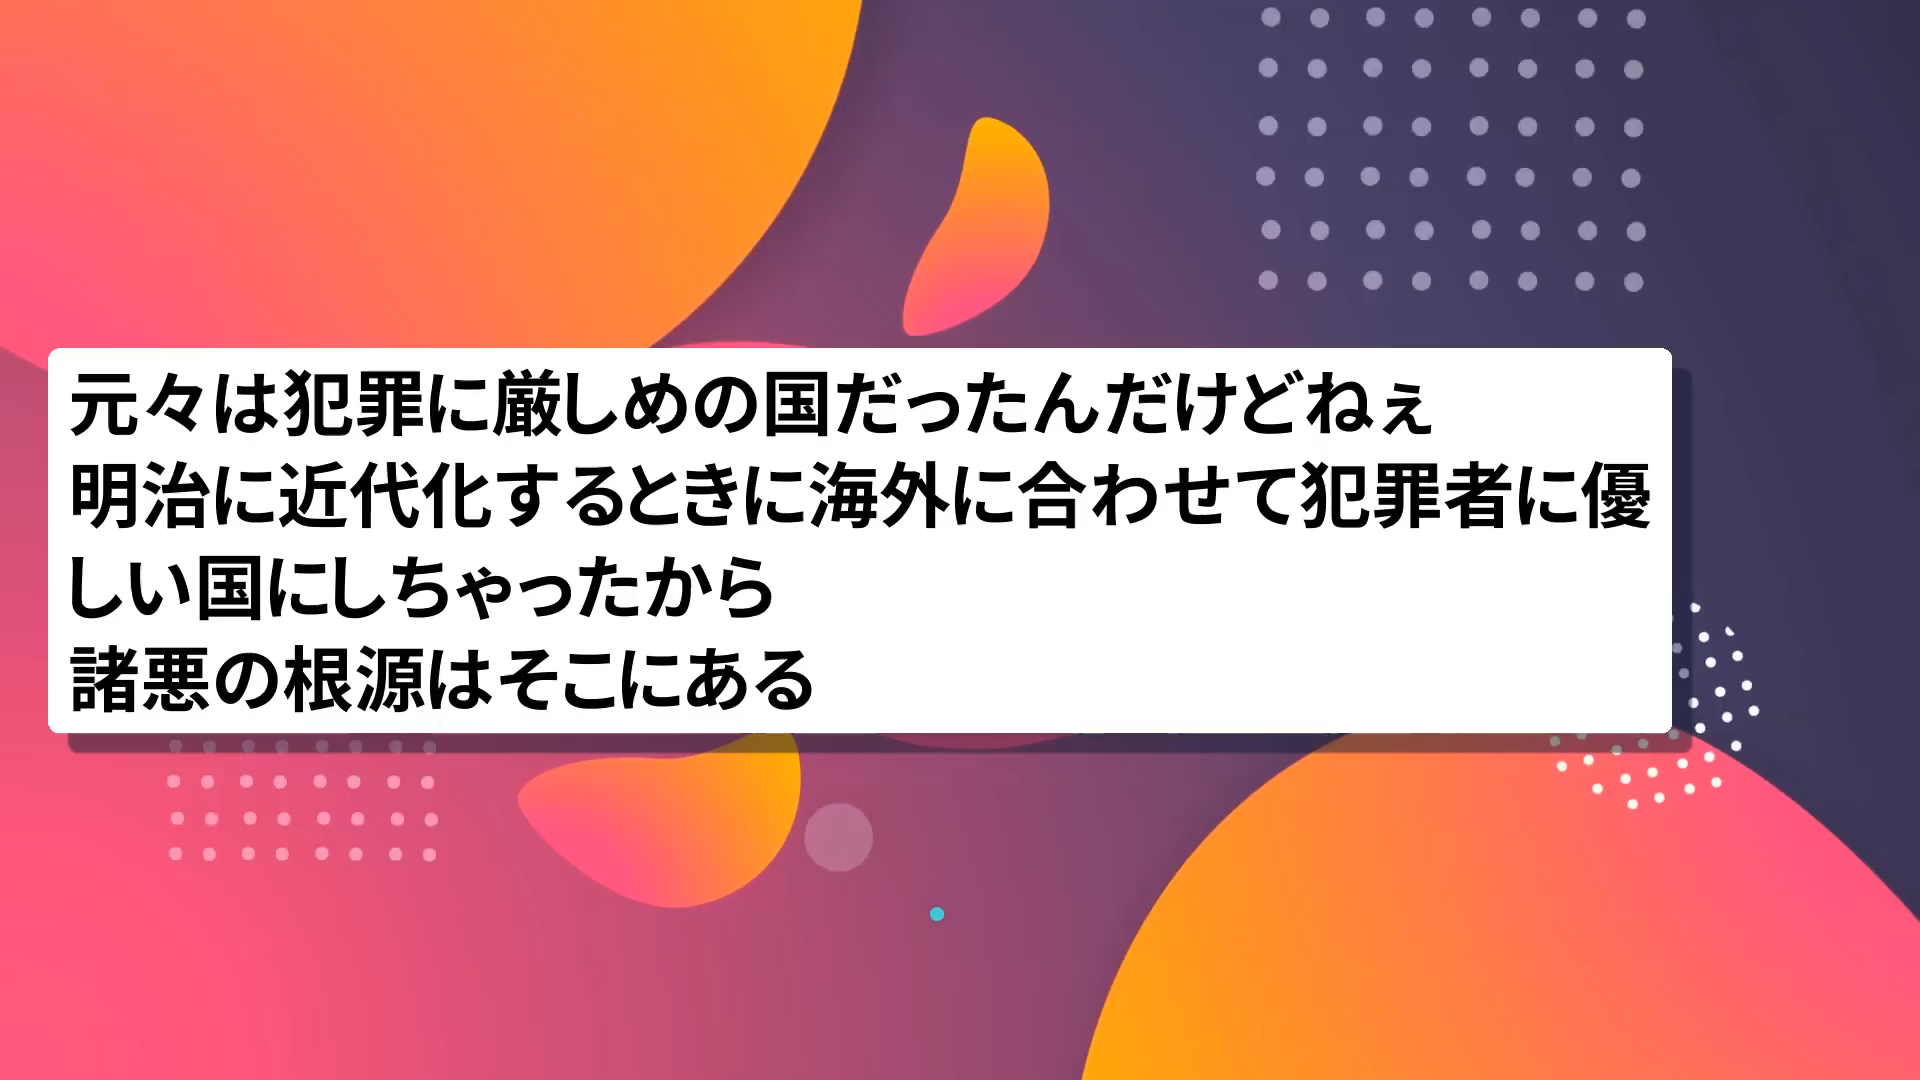 元々は犯罪に厳しめの国だったんだけどねぇ
明治に近代化するときに海外に合わせて犯罪者に優
しい国にしちゃったから
諸悪の根源はそこにある